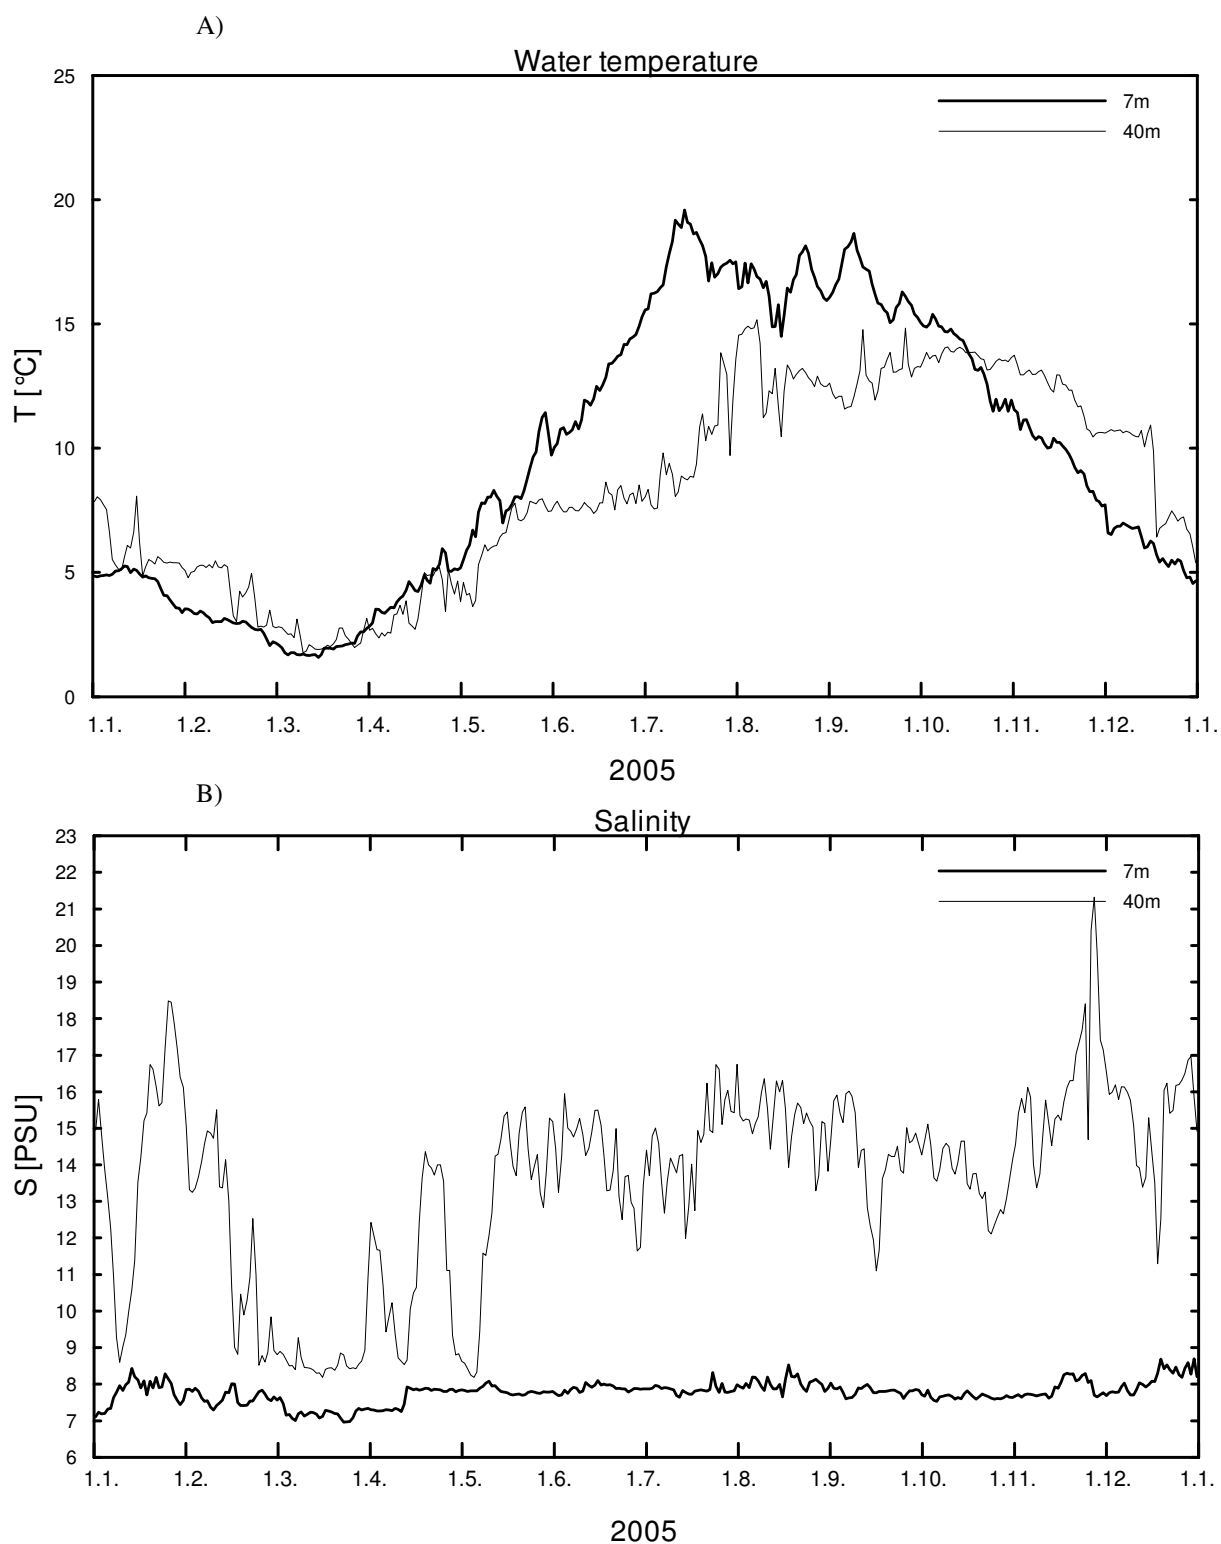 A)
Water temperature
25
20
15
10
5
0
T [°C]
7m
40m
1.1. 1.2. 1.3. 1.4. 1.5. 1.6. 1.7. 1.8. 1.9. 1.10. 1.11. 1.12. 1.1.
2005
B)
Salinity
23
22
21
20
19
18
17
16
15
14
13
12
11
10
9
8
7
6
S [PSU]
7m
40m
1.1. 1.2. 1.3. 1.4. 1.5. 1.6. 1.7. 1.8. 1.9. 1.10. 1.11. 1.12. 1.1.
2005